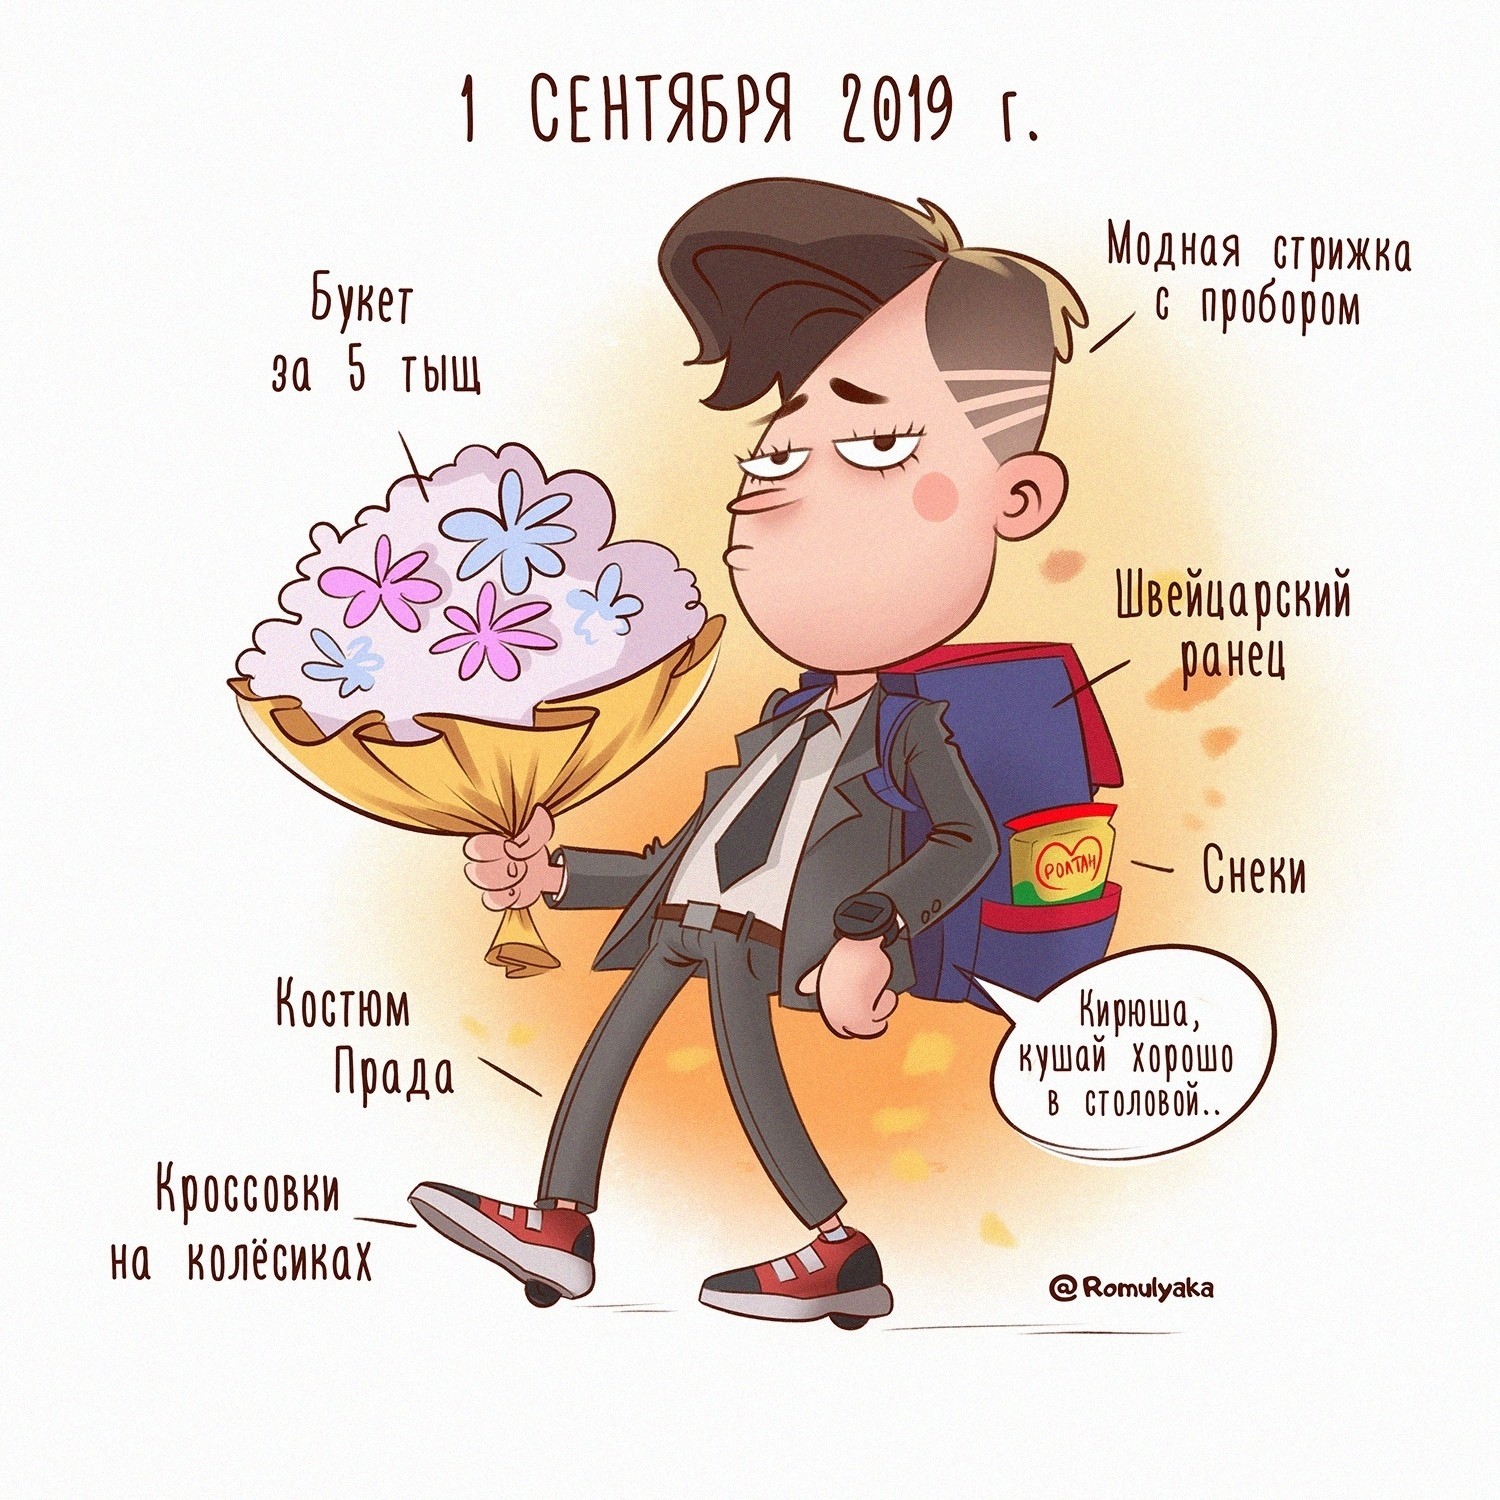 1 СЕНТЯБРЯ 2019 г.
Модная стрижка
с пробором
Букет
за 5 тыщ
Швейцарский
ранец
Снеки
РОЛТАН
Костюм
Прада
Кирюша,
кушай хорошо
в столовой..
Кроссовки
на колёсиках
@Romulyaka